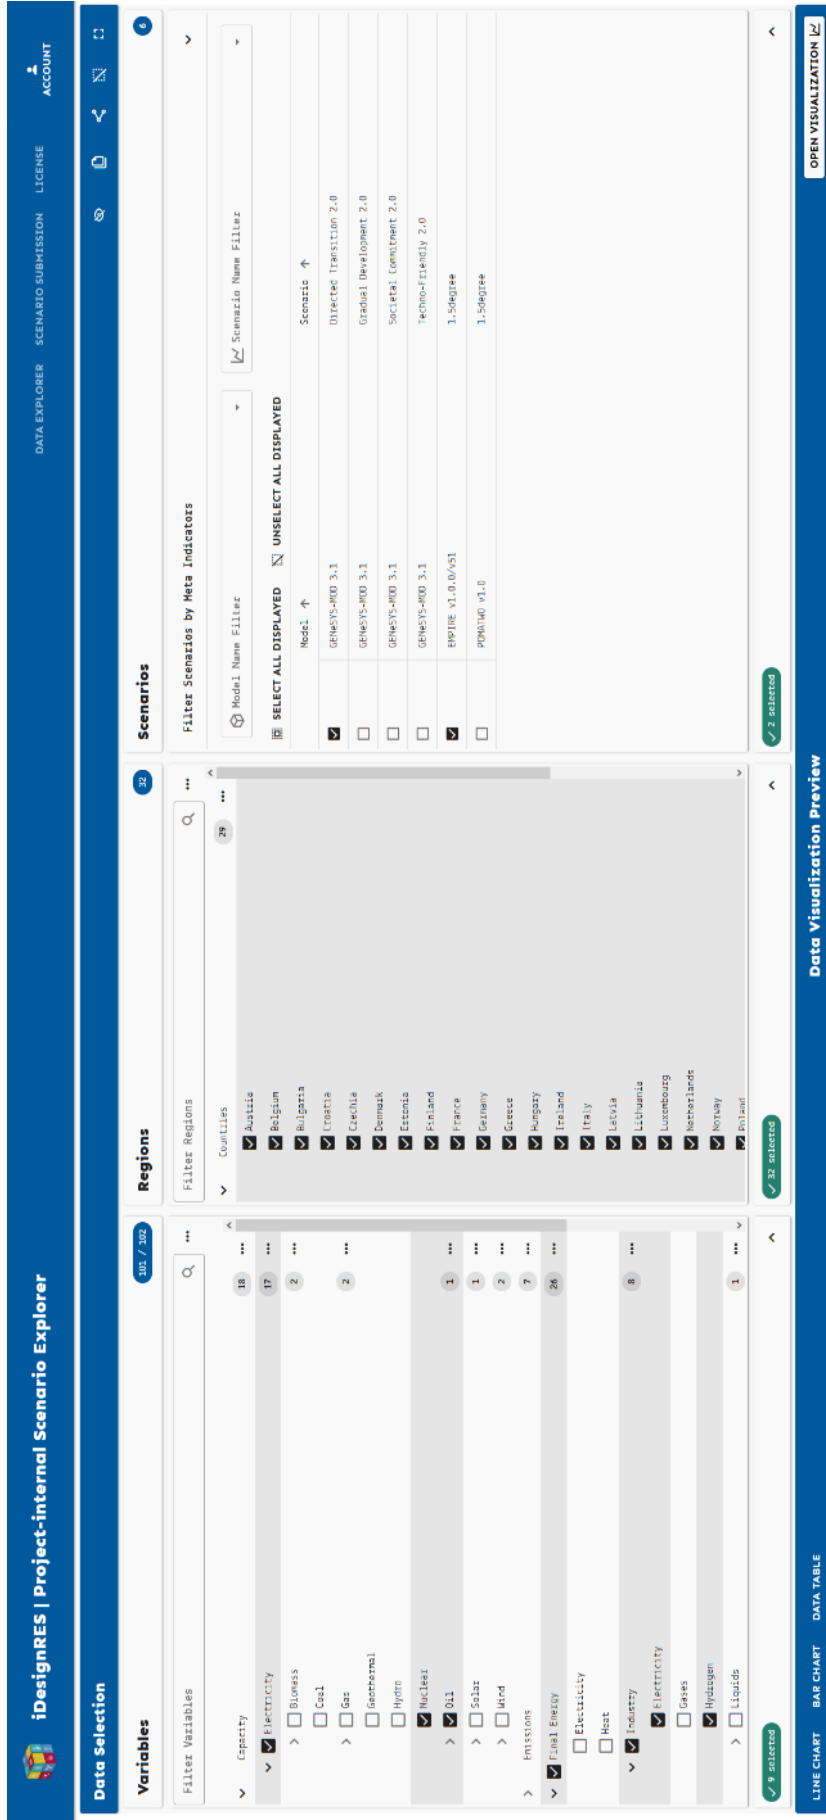 iDesignRES | Project-internal Scenario Explorer
DATA EXPLORER
SCENARIO SUBMISSION
LICENSE
ACCOUNT
Data Selection
Variables
101 / 102
Filter Variables
Capacity
18
Electricity
17
Biomass
2
Coal
Gas
2
Geothermal
Hydro
Nuclear
Oil
1
Solar
1
Wind
2
Emissions
7
Final Energy
26
Electricity
Heat
Industry
8
Electricity
Gases
Hydrogen
Liquids
1
9 selected
Regions
32
Filter Regions
Countries
29
Austria
Belgium
Bulgaria
Croatia
Czechia
Denmark
Estonia
Finland
France
Germany
Greece
Hungary
Ireland
Italy
Latvia
Lithuania
Luxembourg
Netherlands
Norway
Poland
32 selected
Scenarios
6
Filter Scenarios by Meta Indicators
Model Name Filter
Scenario Name Filter
SELECT ALL DISPLAYED
UNSELECT ALL DISPLAYED
Model ↑ Scenario ↑
GENeSYS-MOD 3.1 Directed Transition 2.0
GENeSYS-MOD 3.1 Gradual Development 2.0
GENeSYS-MOD 3.1 Societal Commitment 2.0
GENeSYS-MOD 3.1 Techno-Friendly 2.0
EMPIRE v1.0.0/v51 1.5degree
POMATWO v1.0 1.5degree
2 selected
LINE CHART
BAR CHART
DATA TABLE
Data Visualization Preview
OPEN VISUALIZATION